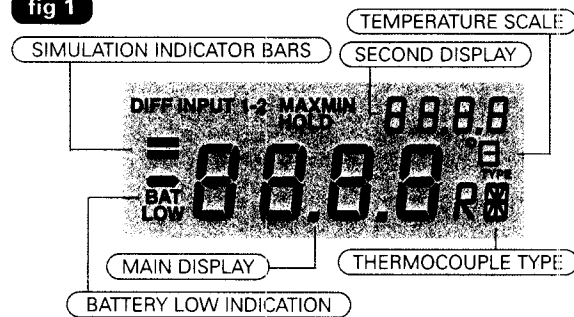 fig 1
TEMPERATURE SCALE
SIMULATION INDICATOR BARS
SECOND DISPLAY
DIFF INPUT 1-2 MAXMIN
HOLD
8.8.8.8
8.8.8.8
°8
TYPE
BAT
LOW
R
MAIN DISPLAY
THERMOCOUPLE TYPE
BATTERY LOW INDICATION